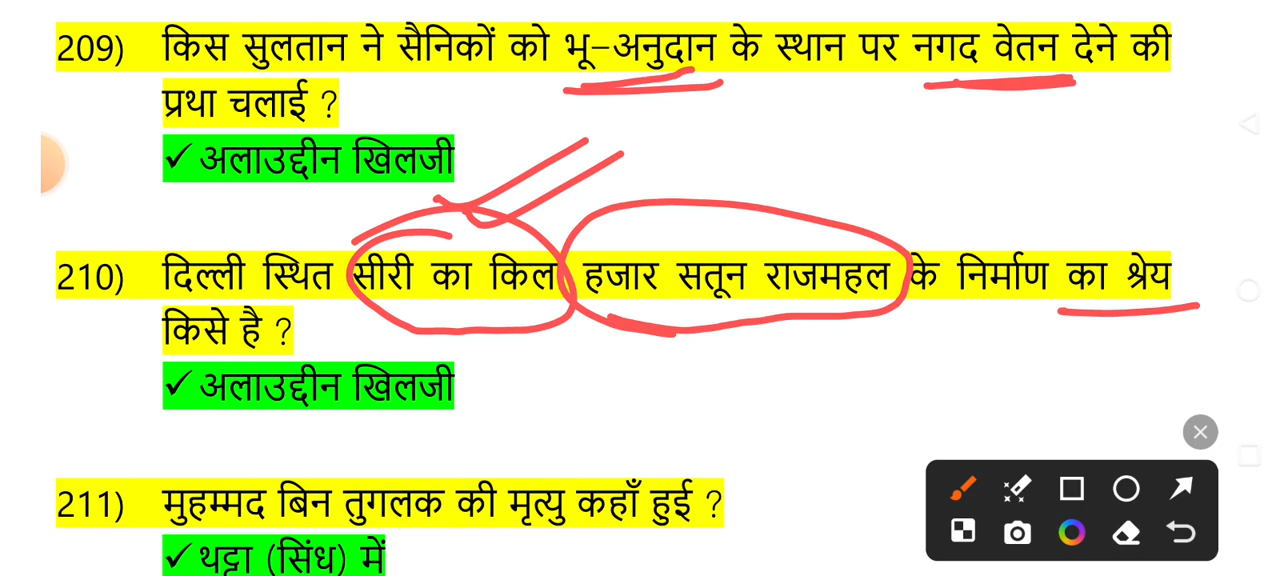 209) किस सुलतान ने सैनिकों को भू-अनुदान के स्थान पर नगद वेतन देने की
प्रथा चलाई ?
✓ अलाउद्दीन खिलजी
210) दिल्ली स्थित सीरी का किल हजार सतून राजमहल के निर्माण का श्रेय
किसे है ?
✓ अलाउद्दीन खिलजी
211) मुहम्मद बिन तुगलक की मृत्यु कहाँ हुई ?
✓ थट्टा (सिंध) में